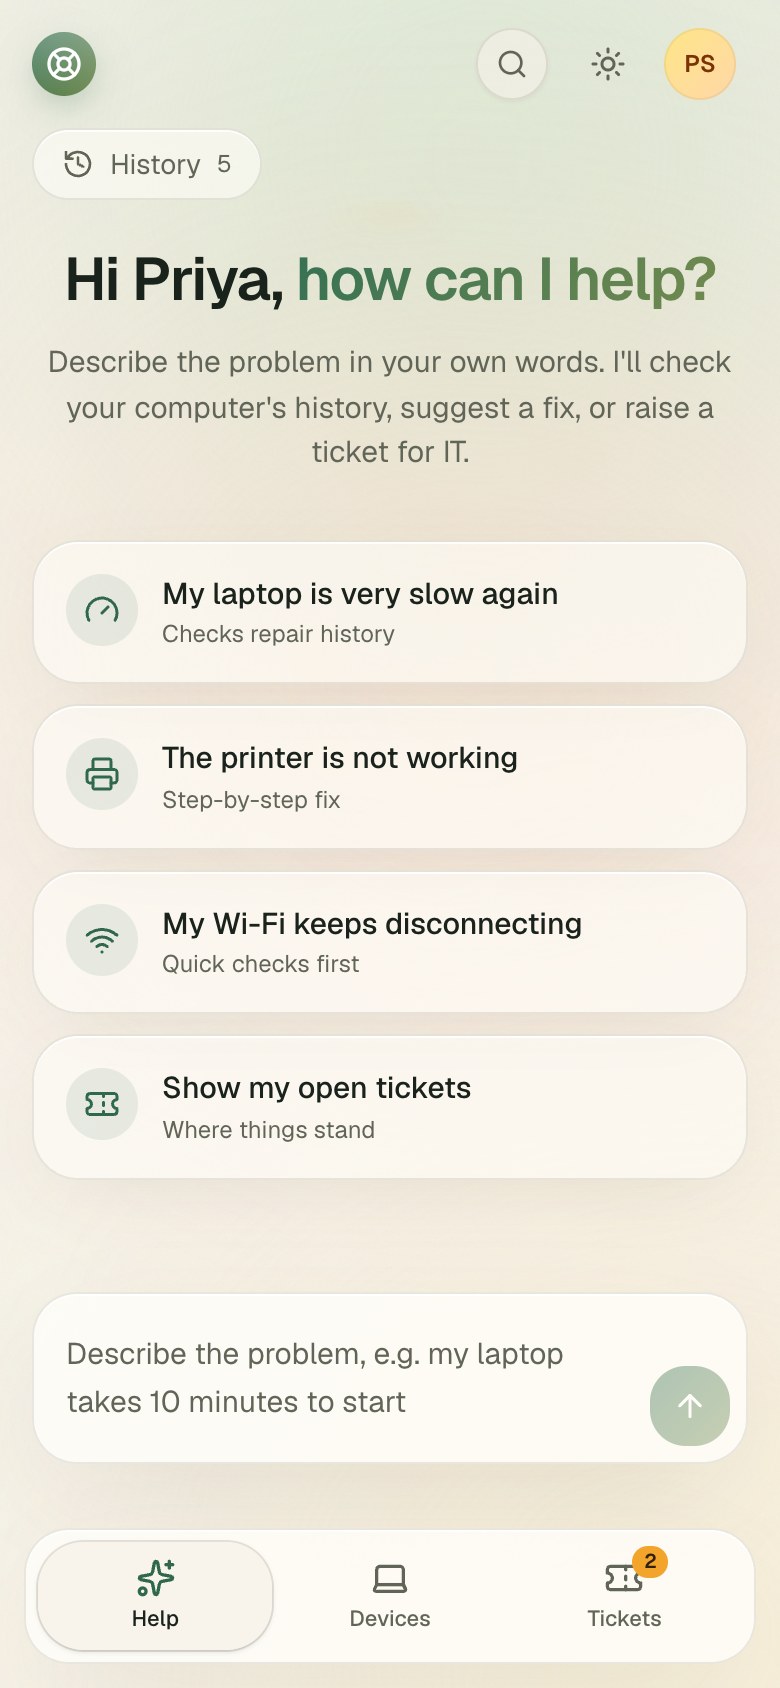 PS
History 5
Hi Priya, how can I help?
Describe the problem in your own words. I'll check
your computer's history, suggest a fix, or raise a
ticket for IT.
My laptop is very slow again
Checks repair history
The printer is not working
Step-by-step fix
My Wi-Fi keeps disconnecting
Quick checks first
Show my open tickets
Where things stand
Describe the problem, e.g. my laptop
takes 10 minutes to start
2
Help Devices Tickets